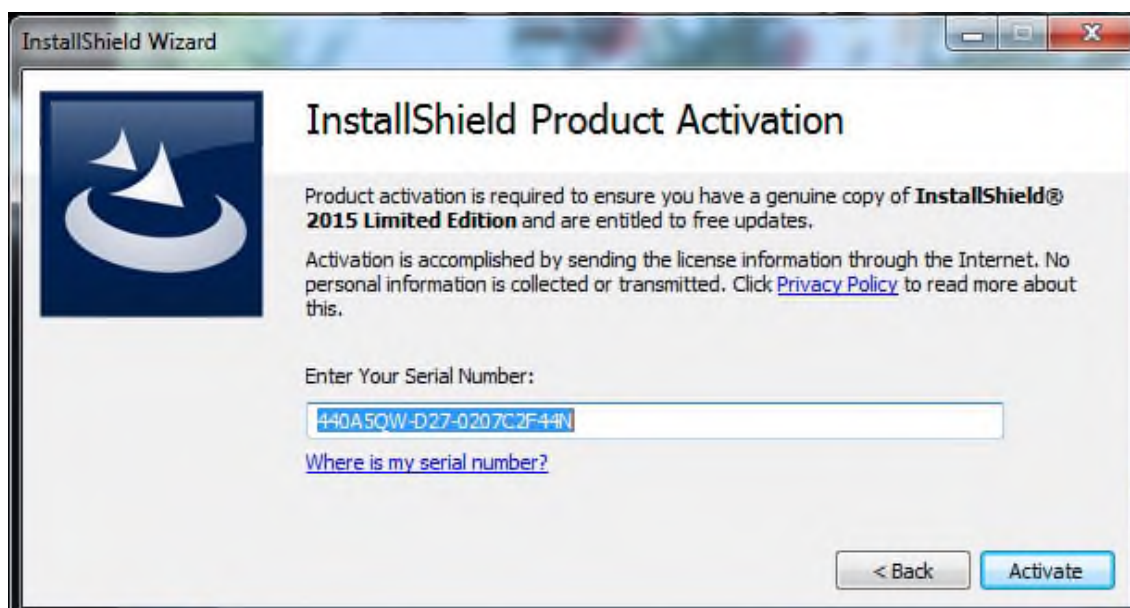 InstallShield Wizard
InstallShield Product Activation
Product activation is required to ensure you have a genuine copy of InstallShield®
2015 Limited Edition and are entitled to free updates.
Activation is accomplished by sending the license information through the Internet. No
personal information is collected or transmitted. Click Privacy Policy to read more about
this.
Enter Your Serial Number:
440A5QW-D27-0207C2F44N
Where is my serial number?
< Back
Activate